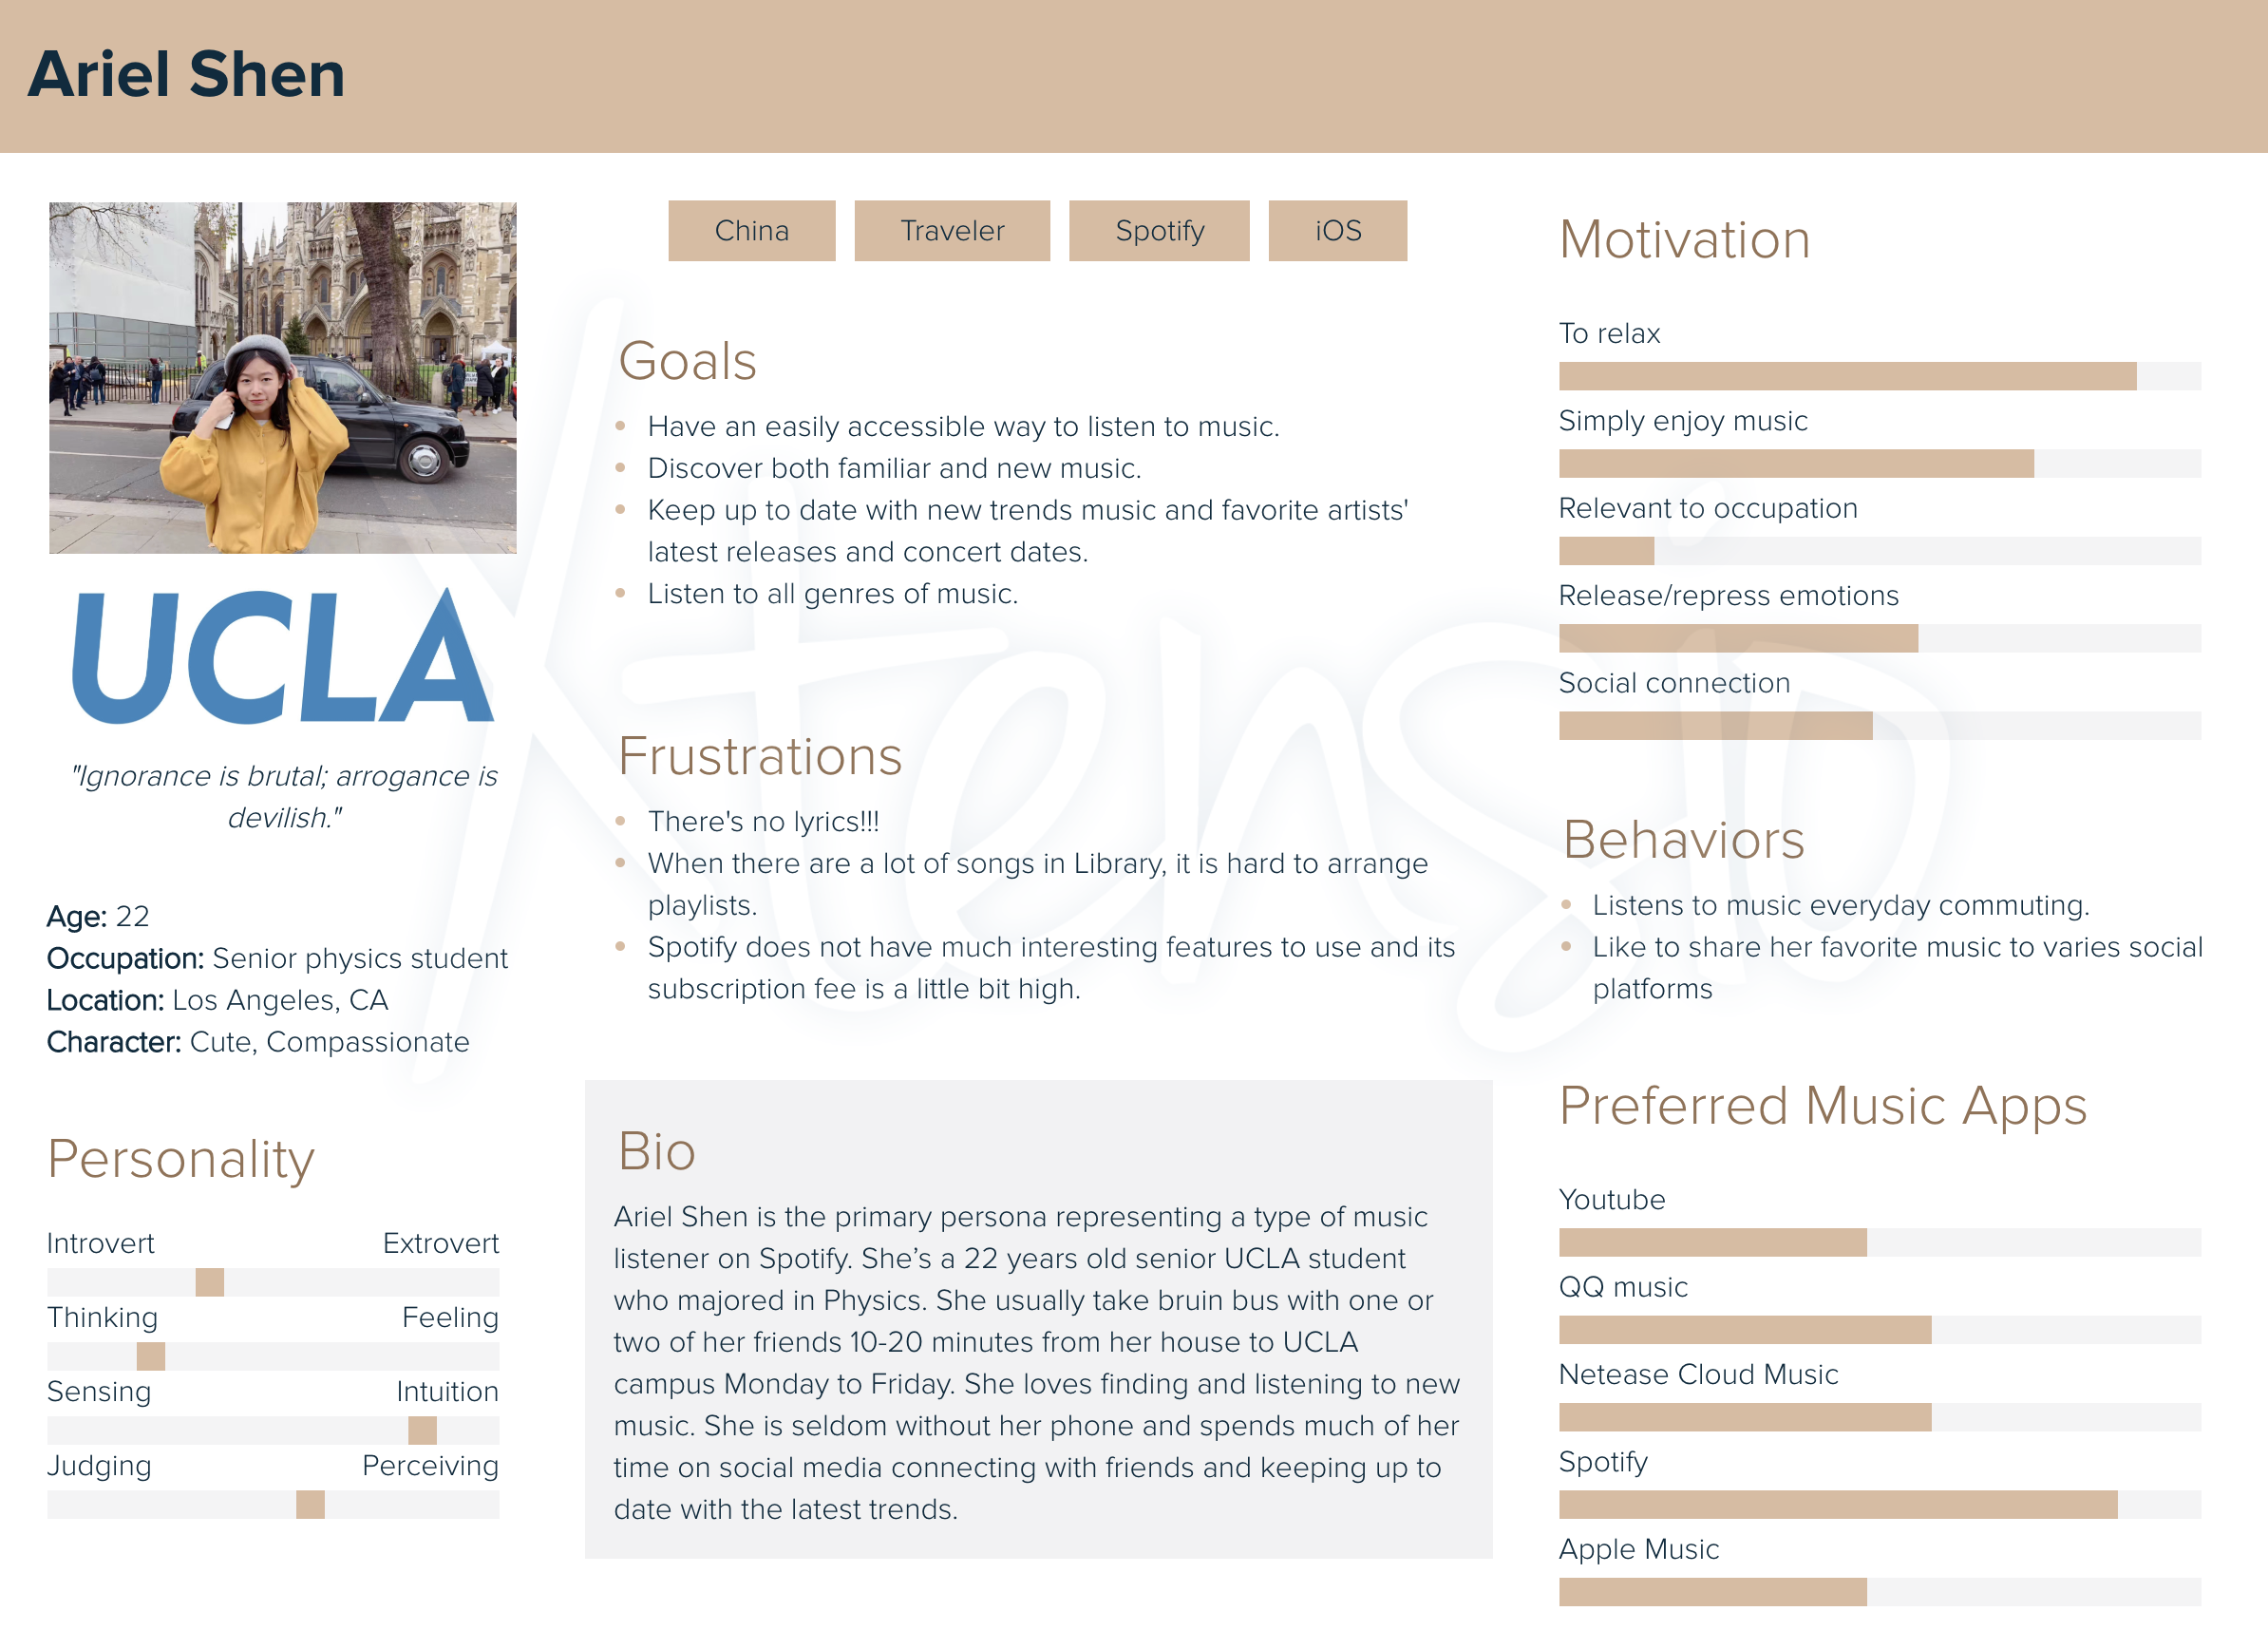 Ariel Shen
UCLA
"Ignorance is brutal; arrogance is
devilish."
Age: 22
Occupation: Senior physics student
Location: Los Angeles, CA
Character: Cute, Compassionate
Personality
Introvert Extrovert
Thinking Feeling
Sensing Intuition
Judging Perceiving
China Traveler Spotify iOS
Goals
Have an easily accessible way to listen to music.
Discover both familiar and new music.
Keep up to date with new trends music and favorite artists'
latest releases and concert dates.
Listen to all genres of music.
Frustrations
There's no lyrics!!!
When there are a lot of songs in Library, it is hard to arrange
playlists.
Spotify does not have much interesting features to use and its
subscription fee is a little bit high.
Bio
Ariel Shen is the primary persona representing a type of music
listener on Spotify. She’s a 22 years old senior UCLA student
who majored in Physics. She usually take bruin bus with one or
two of her friends 10-20 minutes from her house to UCLA
campus Monday to Friday. She loves finding and listening to new
music. She is seldom without her phone and spends much of her
time on social media connecting with friends and keeping up to
date with the latest trends.
Motivation
To relax
Simply enjoy music
Relevant to occupation
Release/repress emotions
Social connection
Behaviors
Listens to music everyday commuting.
Like to share her favorite music to varies social
platforms
Preferred Music Apps
Youtube
QQ music
Netease Cloud Music
Spotify
Apple Music
Xtensio